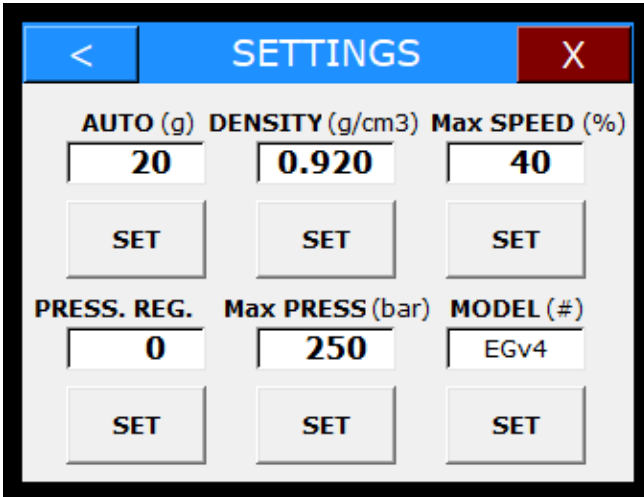 < SETTINGS X
AUTO (g) DENSITY (g/cm3) Max SPEED (%)
20 0.920 40
SET SET SET
PRESS. REG. Max PRESS (bar) MODEL (#)
0 250 EGv4
SET SET SET